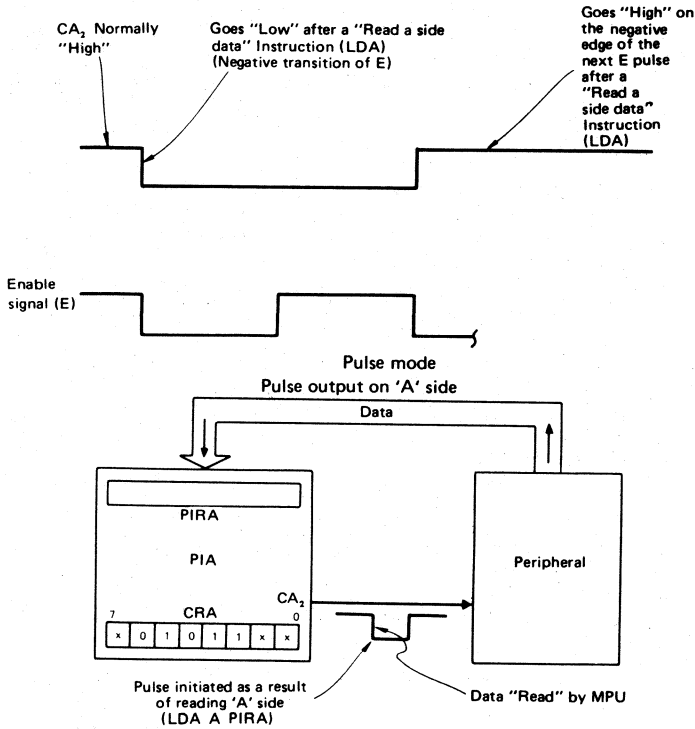 CA2 Normally
"High"
Goes "Low" after a "Read a side
data" Instruction (LDA)
(Negative transition of E)
Goes "High" on
the negative
edge of the
next E pulse
after a
"Read a
side data"
Instruction
(LDA)
Enable
signal (E)
Pulse mode
Pulse output on 'A' side
Data
PIRA
PIA
Peripheral
CA2
CRA
7 0
x 0 1 0 1 1 x x
Pulse initiated as a result
of reading 'A' side
(LDA A PIRA)
Data "Read" by MPU